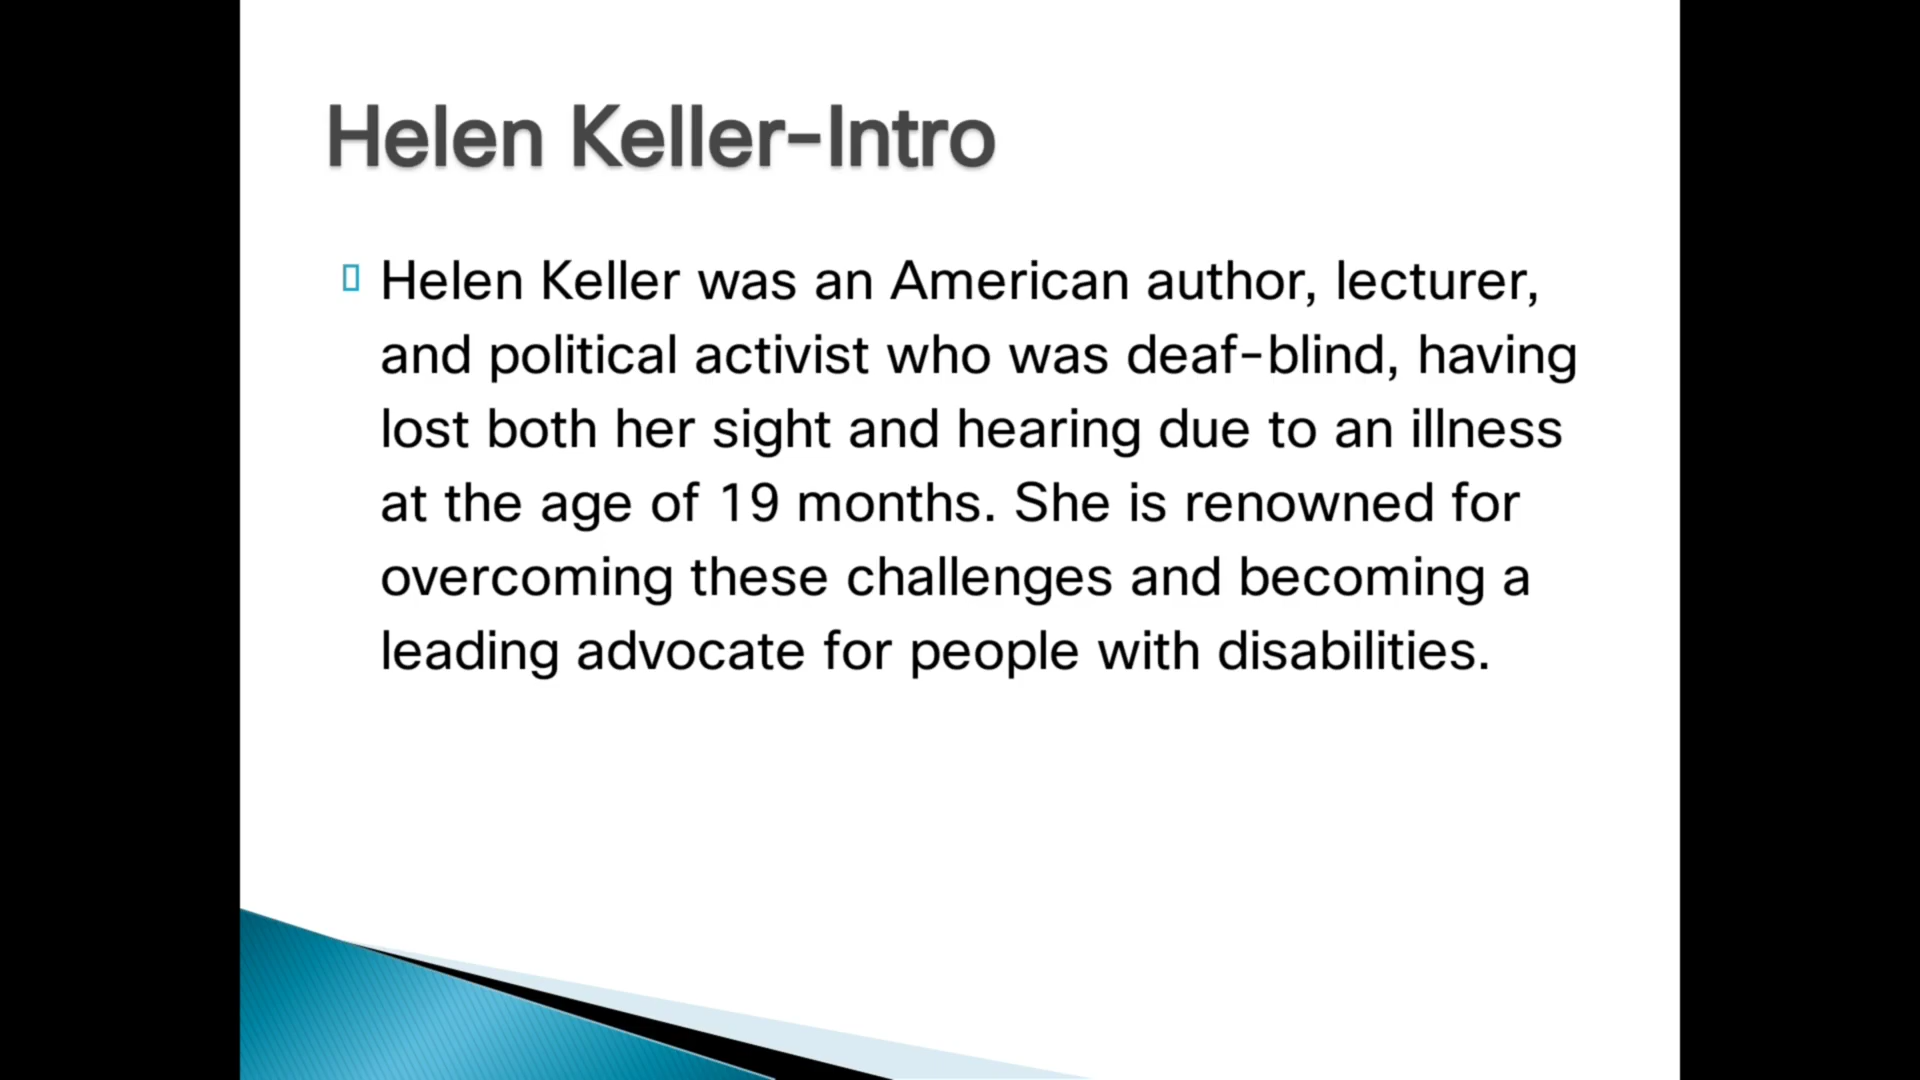 Helen Keller-Intro
Helen Keller was an American author, lecturer,
and political activist who was deaf-blind, having
lost both her sight and hearing due to an illness
at the age of 19 months. She is renowned for
overcoming these challenges and becoming a
leading advocate for people with disabilities.